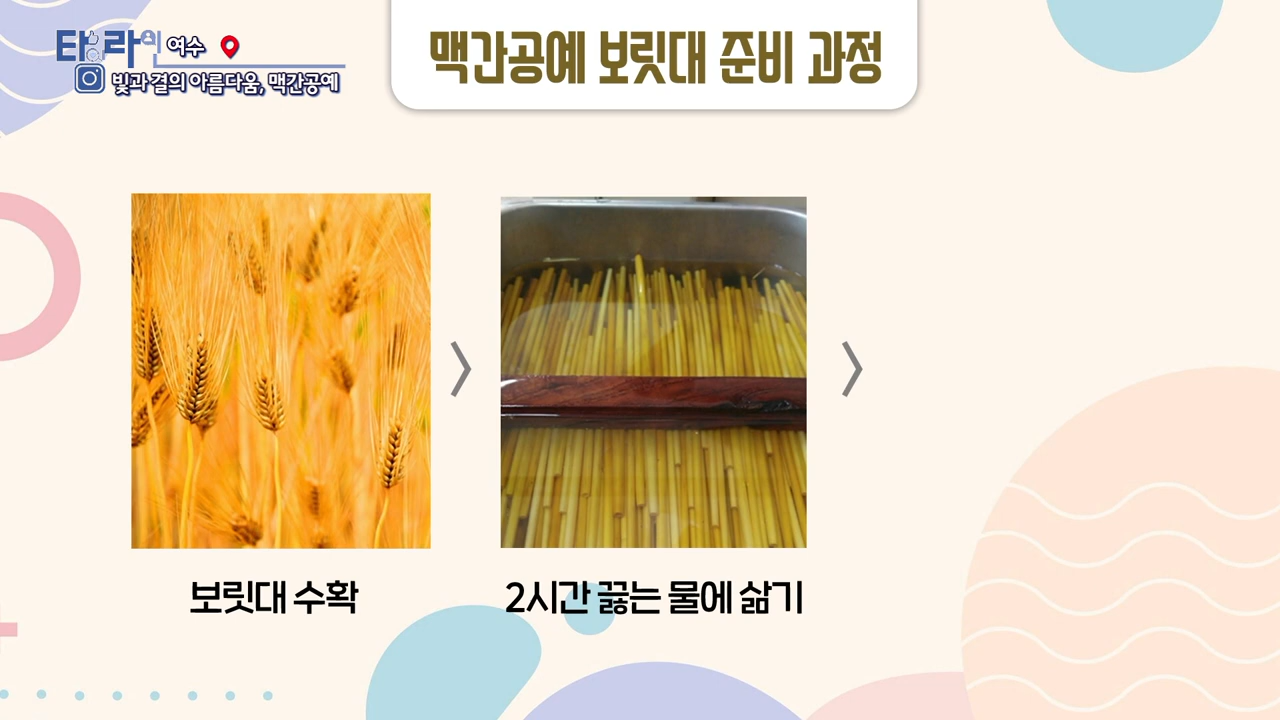 타 라의 여수
빛과 결의 아름다움, 맥간공예
맥간공예 보릿대 준비 과정
보릿대 수확
2시간 끓는 물에 삶기